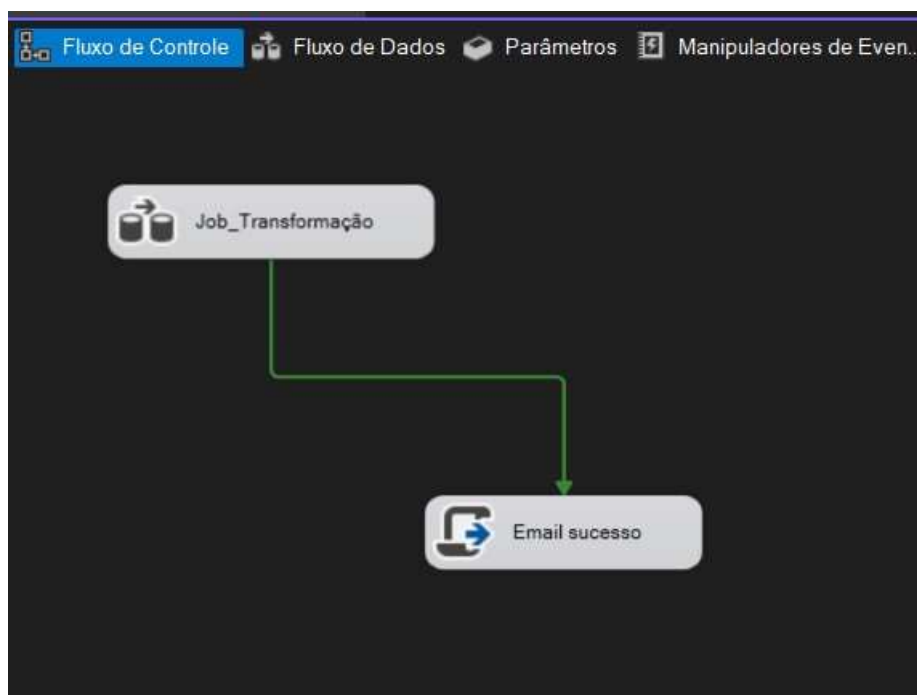 Fluxo de Controle Fluxo de Dados Parâmetros Manipuladores de Even..
Job_Transformação
Email sucesso